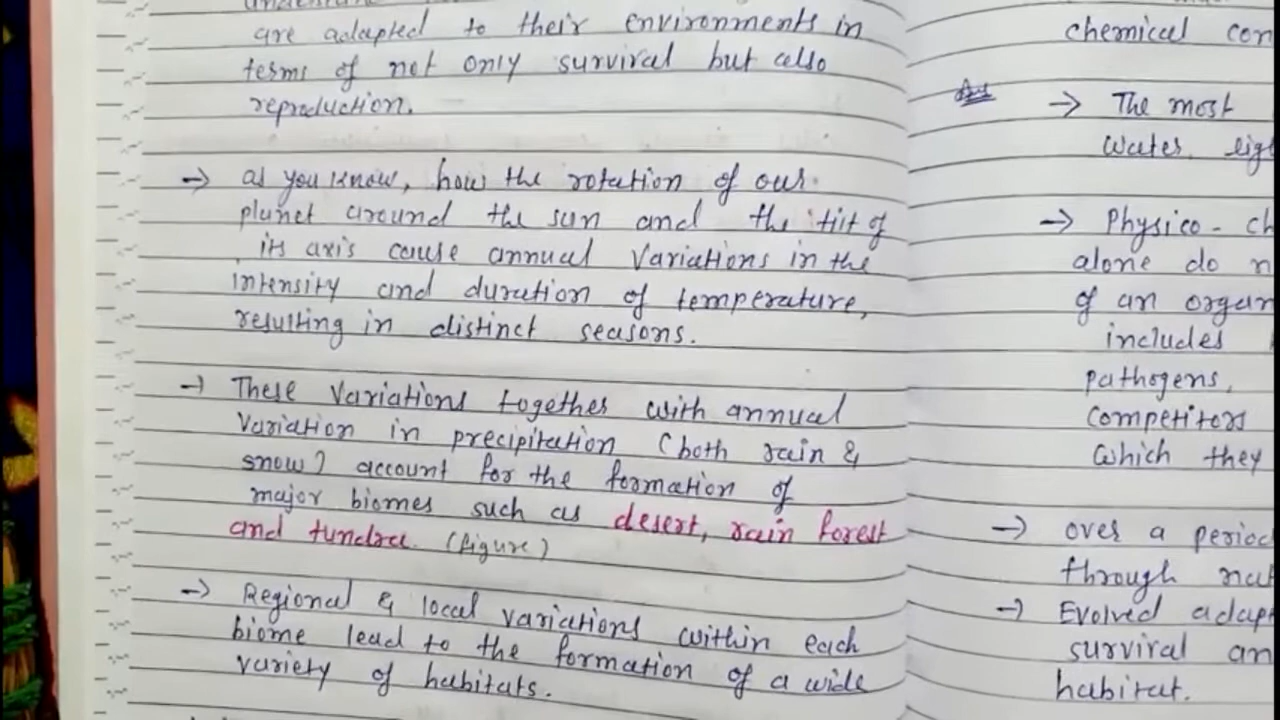 are adapted to their environments in
terms of not only survival but also
reproduction.
→ as you know, how the rotation of our
planet around the sun and the tilt of
its axis cause annual variations in the
intensity and duration of temperature,
resulting in distinct seasons.
→ These variations together with annual
variation in precipitation (both rain &
snow) account for the formation of
major biomes such as desert, rain forest
and tundra. (figure)
→ Regional & local variations within each
biome lead to the formation of a wide
variety of habitats.
chemical con
→ The most
water, lig
→ Physico - ch
alone do n
of an organ
includes
pathogens,
competitors
which they
→ over a period
through nat
→ Evolved adapt
survival an
habitat.